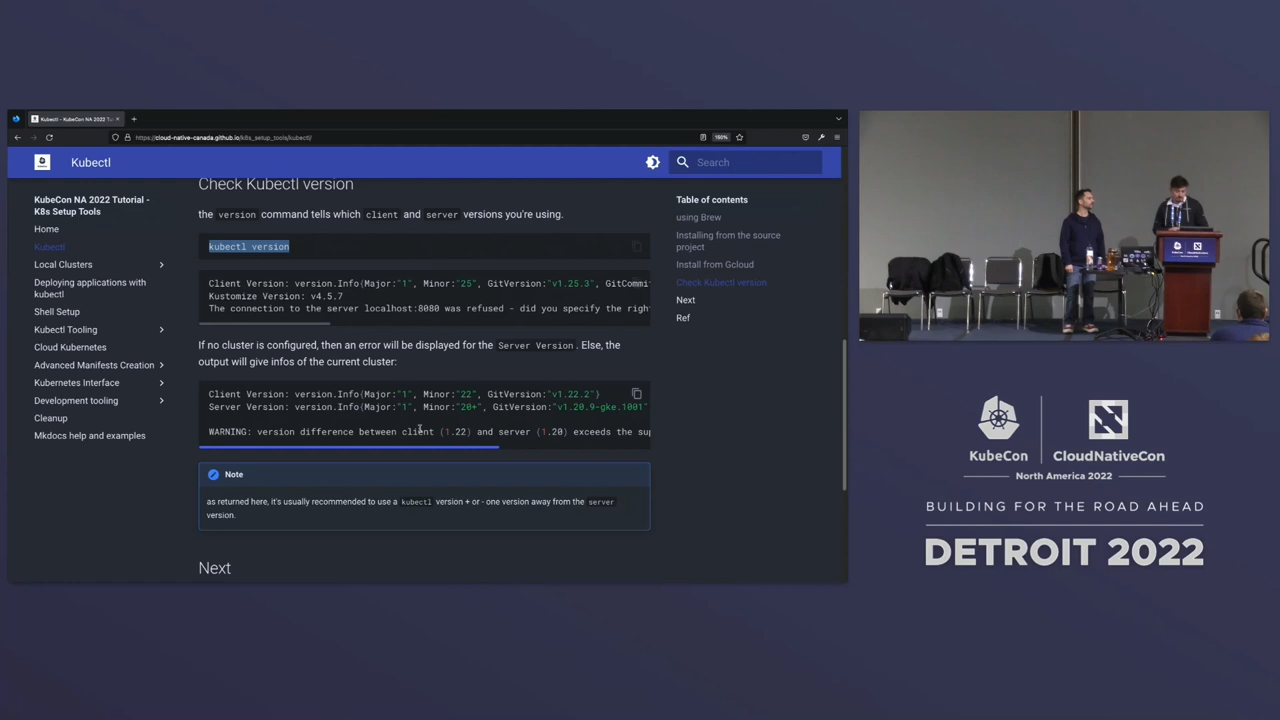 Kubectl - KubeCon NA 2022 Tu
https://cloud-native-canada.github.io/k8s_setup_tools/kubectl/
Kubectl
Search
KubeCon NA 2022 Tutorial -
K8s Setup Tools
Home
Kubectl
Local Clusters
Deploying applications with
kubectl
Shell Setup
Kubectl Tooling
Cloud Kubernetes
Advanced Manifests Creation
Kubernetes Interface
Development tooling
Cleanup
Mkdocs help and examples
Check Kubectl version
the version command tells which client and server versions you're using.
kubectl version
Client Version: version.Info{Major:"1", Minor:"25", GitVersion:"v1.25.3", GitCommi
Kustomize Version: v4.5.7
The connection to the server localhost:8080 was refused - did you specify the right
If no cluster is configured, then an error will be displayed for the Server Version. Else, the
output will give infos of the current cluster:
Client Version: version.Info{Major:"1", Minor:"22", GitVersion:"v1.22.2"}
Server Version: version.Info{Major:"1", Minor:"20+", GitVersion:"v1.20.9-gke.1001"
WARNING: version difference between client (1.22) and server (1.20) exceeds the sup
Note
as returned here, it's usually recommended to use a kubectl version + or - one version away from the server
version.
Next
Table of contents
using Brew
Installing from the source
project
Install from Gcloud
Check Kubectl version
Next
Ref
KubeCon
CloudNativeCon
North America 2022
BUILDING FOR THE ROAD AHEAD
DETROIT 2022